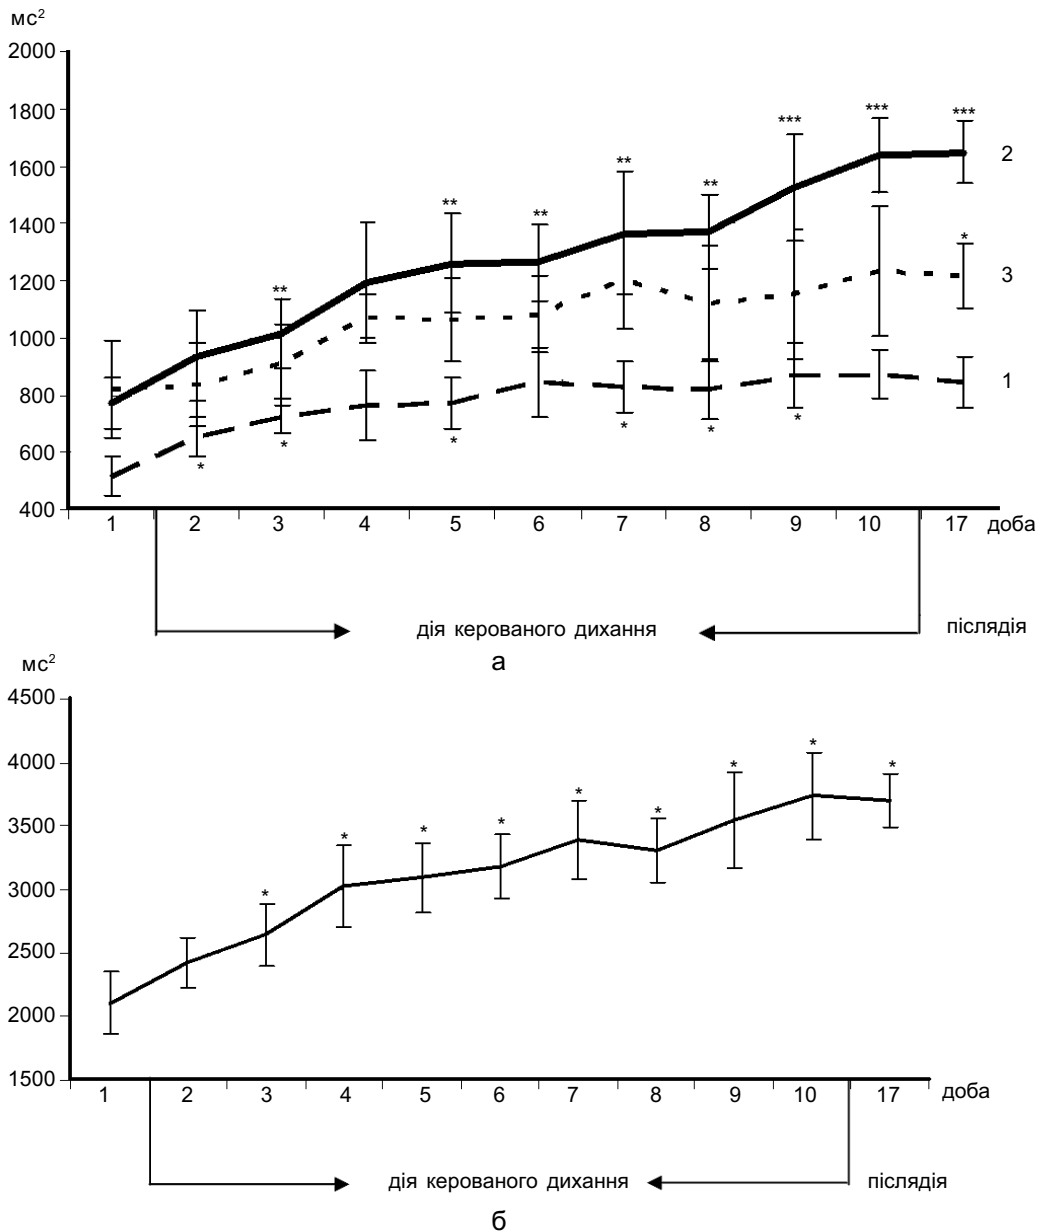 мс²
2000
1800
1600
1400
1200
1000
800
600
400
*** *** ***
** ** ** **
**
* * * * * * *
2
3
1
1 2 3 4 5 6 7 8 9 10 17 доба
дія керованого дихання післядія
а
мс²
4500
4000
3500
3000
2500
2000
1500
* * * * * * * * *
1 2 3 4 5 6 7 8 9 10 17 доба
дія керованого дихання післядія
б